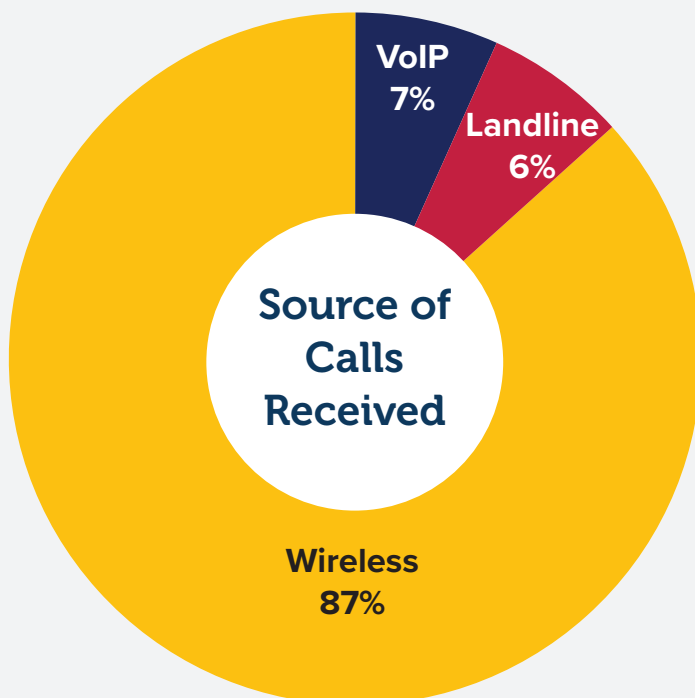 VoIP
7%
Landline
6%
Source of
Calls
Received
Wireless
87%